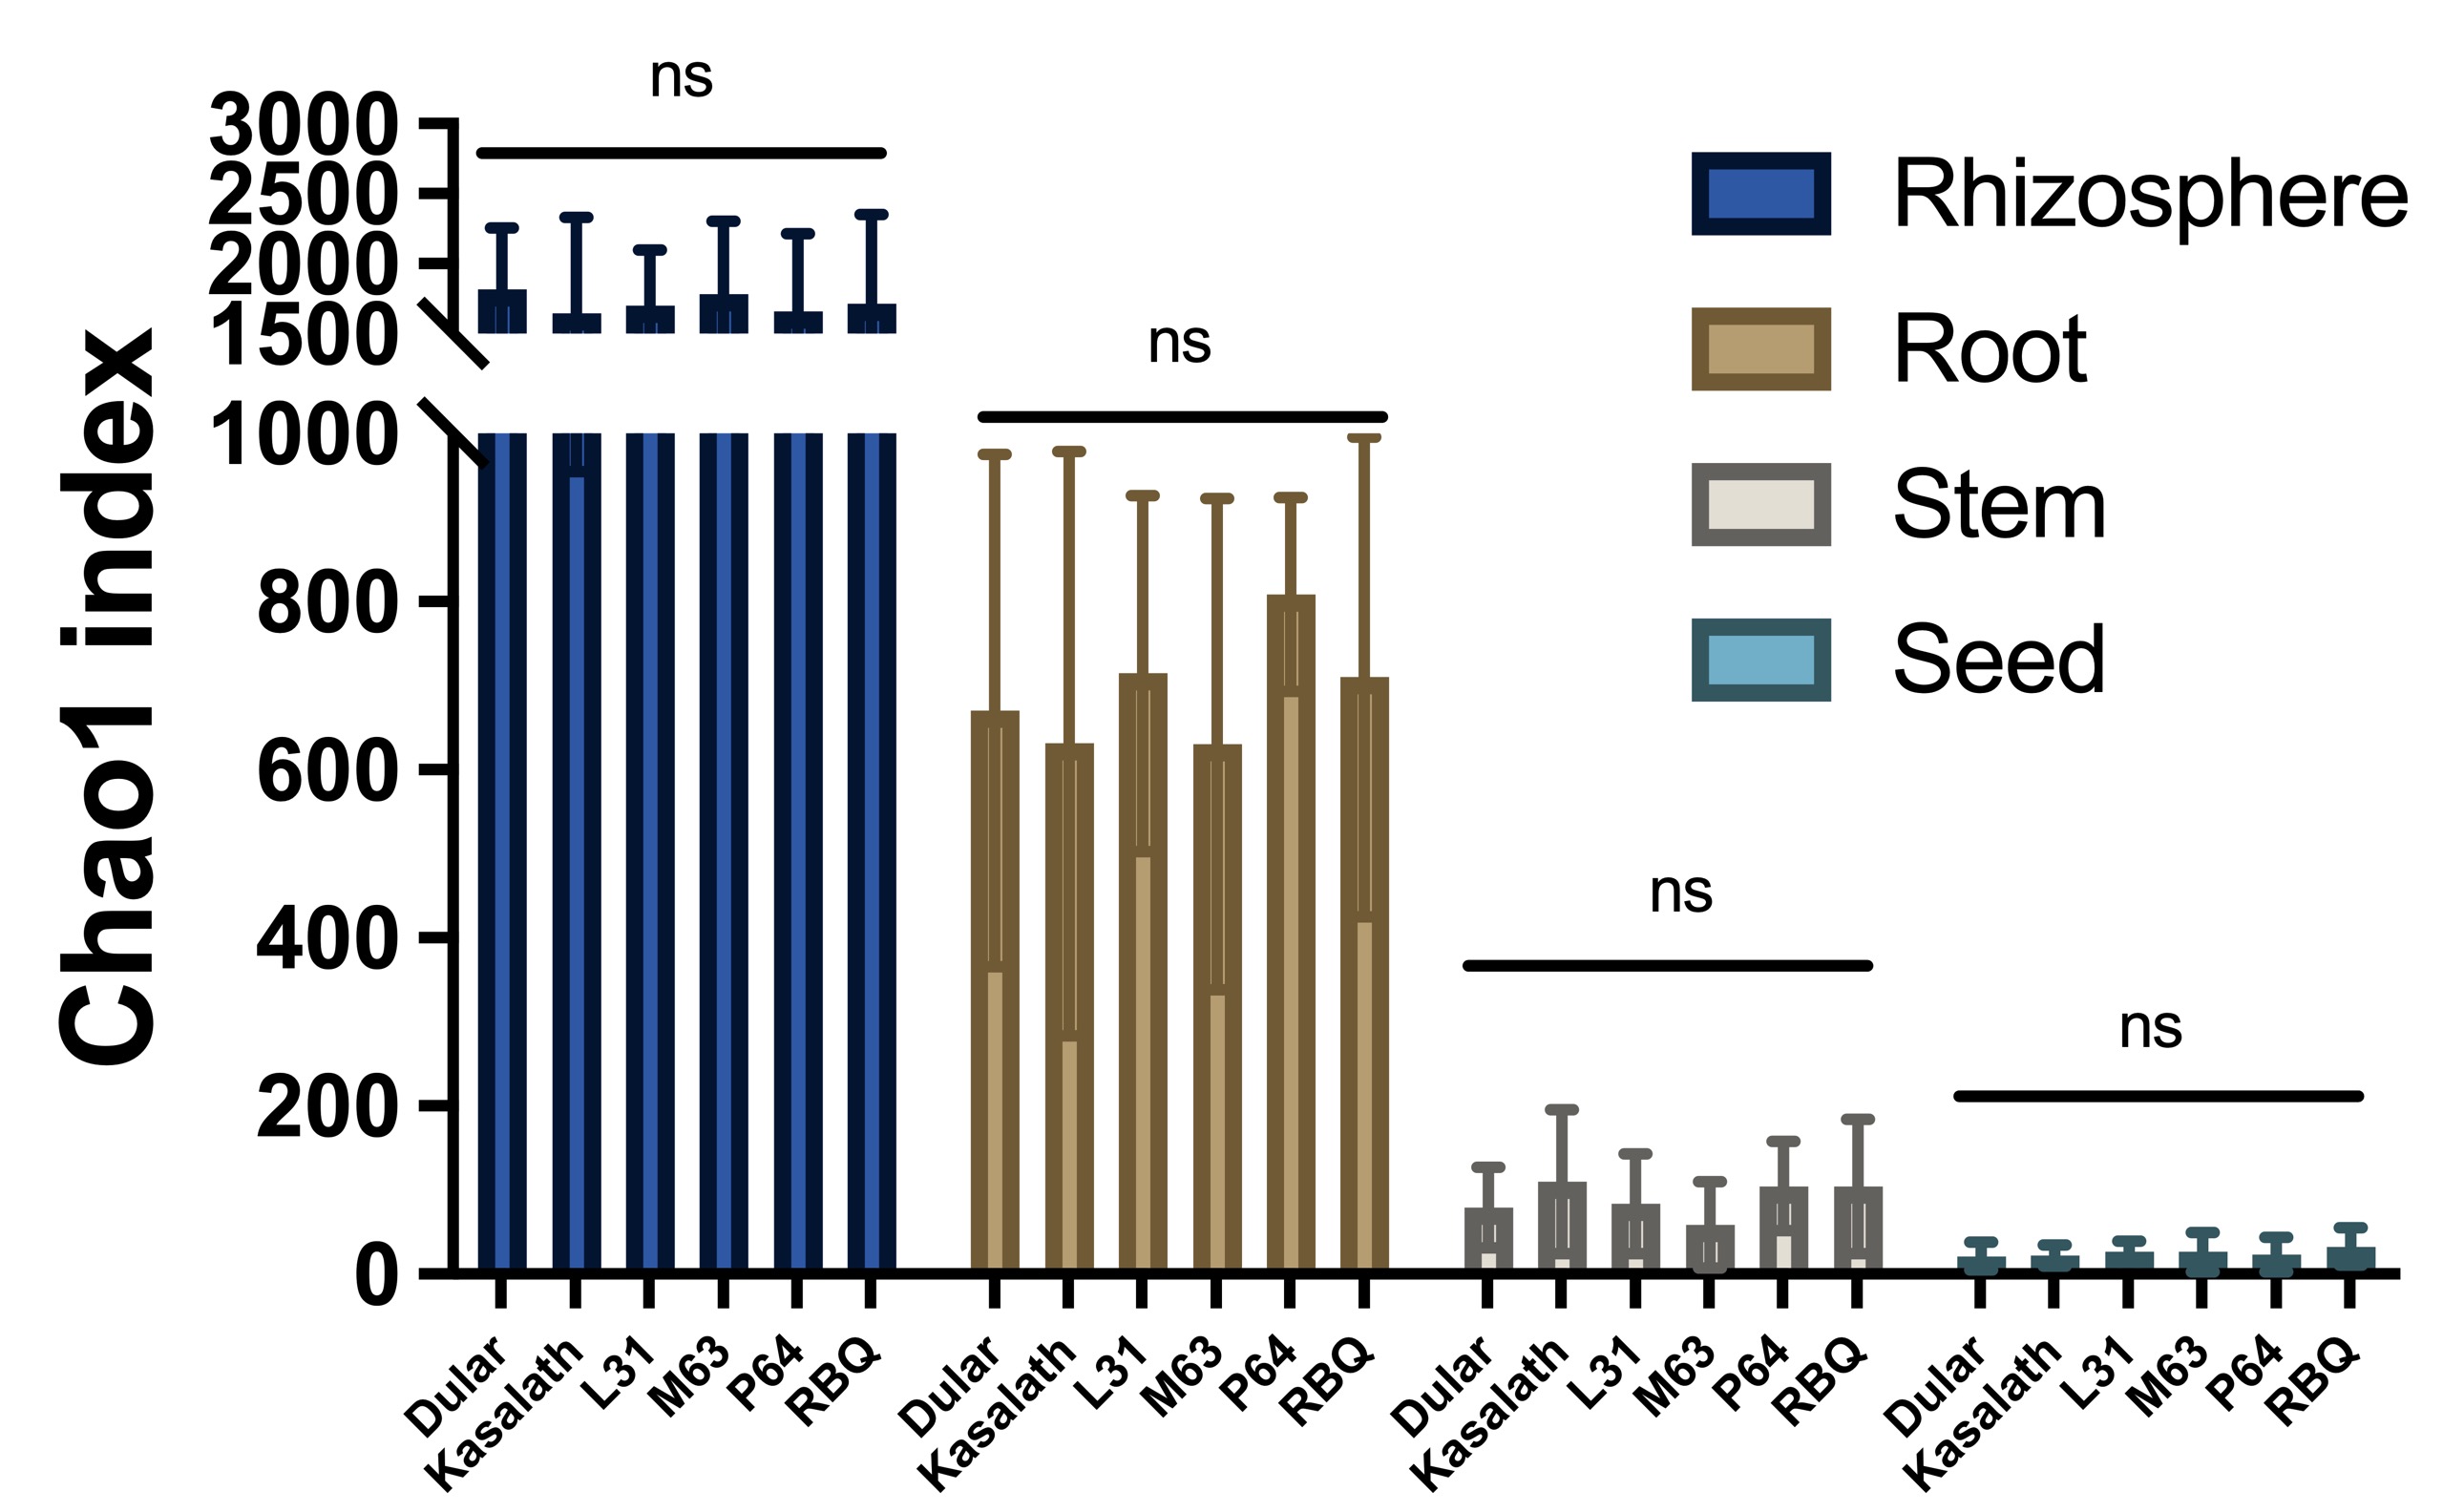 ns
3000
2500
2000
1500
1000
800
600
400
200
0
Chao1 index
ns
ns
ns
Rhizosphere
Root
Stem
Seed
Dular
Kasalath
L31
M63
P64
RBQ
Dular
Kasalath
L31
M63
P64
RBQ
Dular
Kasalath
L31
M63
P64
RBQ
Dular
Kasalath
L31
M63
P64
RBQ